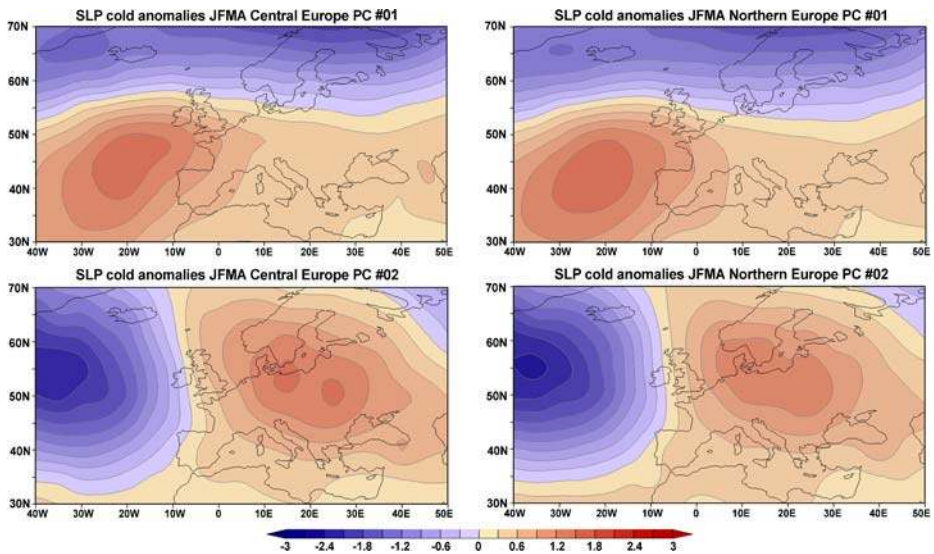 SLP cold anomalies JFMA Central Europe PC #01
70N
60N
50N
40N
30N
40W 30W 20W 10W 0E 10E 20E 30E 40E 50E
SLP cold anomalies JFMA Northern Europe PC #01
70N
60N
50N
40N
30N
40W 30W 20W 10W 0E 10E 20E 30E 40E 50E
SLP cold anomalies JFMA Central Europe PC #02
70N
60N
50N
40N
30N
40W 30W 20W 10W 0E 10E 20E 30E 40E 50E
SLP cold anomalies JFMA Northern Europe PC #02
70N
60N
50N
40N
30N
40W 30W 20W 10W 0E 10E 20E 30E 40E 50E
-3 -2.4 -1.8 -1.2 -0.6 0 0.6 1.2 1.8 2.4 3